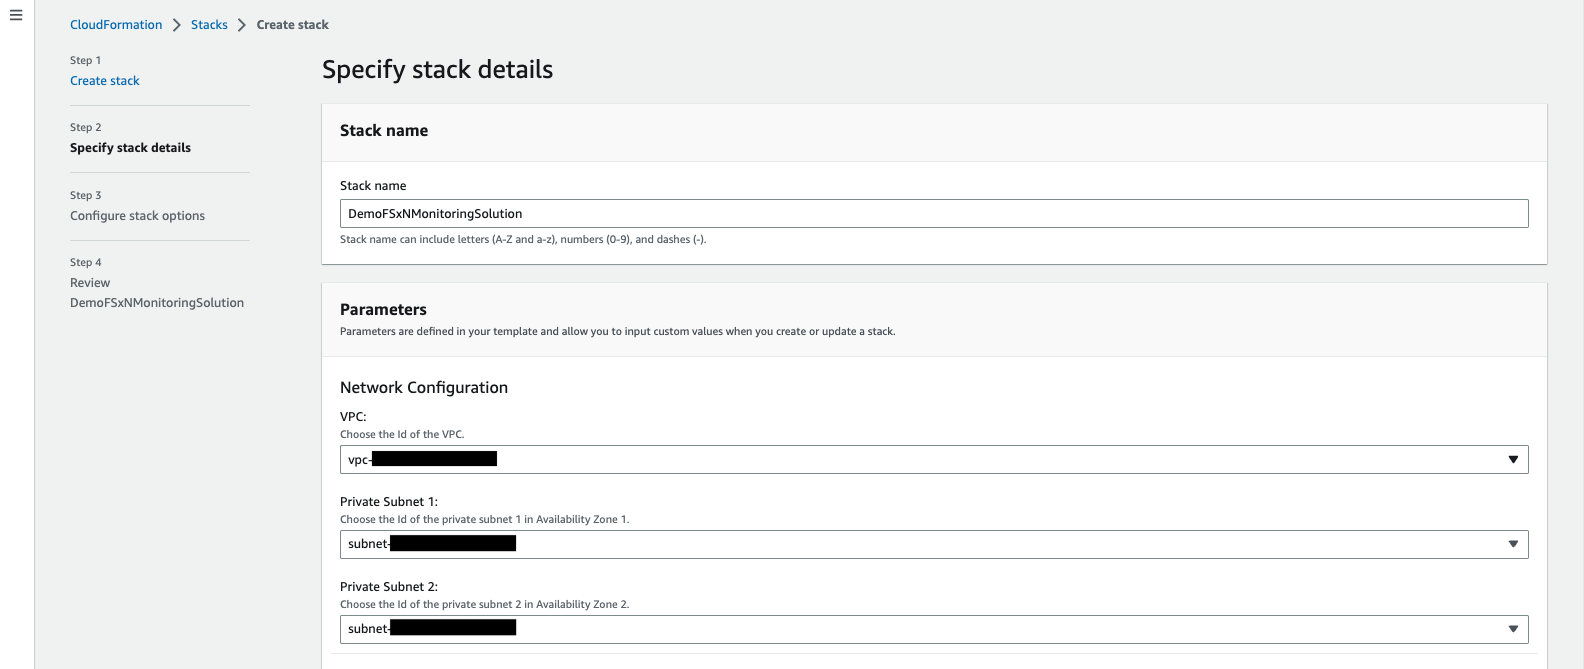 CloudFormation > Stacks > Create stack
Step 1
Create stack
Step 2
Specify stack details
Step 3
Configure stack options
Step 4
Review
DemoFSxNMonitoringSolution
Specify stack details
Stack name
Stack name
DemoFSxNMonitoringSolution
Stack name can include letters (A-Z and a-z), numbers (0-9), and dashes (-).
Parameters
Parameters are defined in your template and allow you to input custom values when you create or update a stack.
Network Configuration
VPC:
Choose the Id of the VPC.
vpc-
Private Subnet 1:
Choose the Id of the private subnet 1 in Availability Zone 1.
subnet-
Private Subnet 2:
Choose the Id of the private subnet 2 in Availability Zone 2.
subnet-